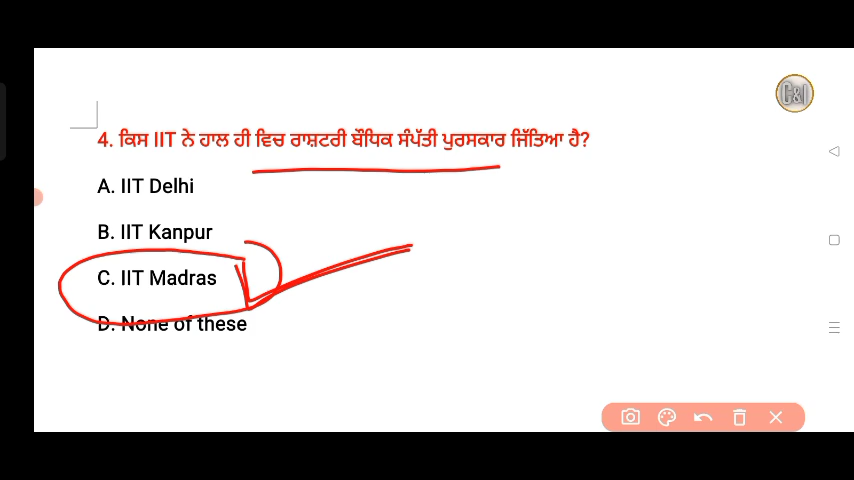 C&I
4. ਕਿਸ IIT ਨੇ ਹਾਲ ਹੀ ਵਿਚ ਰਾਸ਼ਟਰੀ ਬੌਧਿਕ ਸੰਪੱਤੀ ਪੁਰਸਕਾਰ ਜਿੱਤਿਆ ਹੈ?
A. IIT Delhi
B. IIT Kanpur
C. IIT Madras
D. None of these